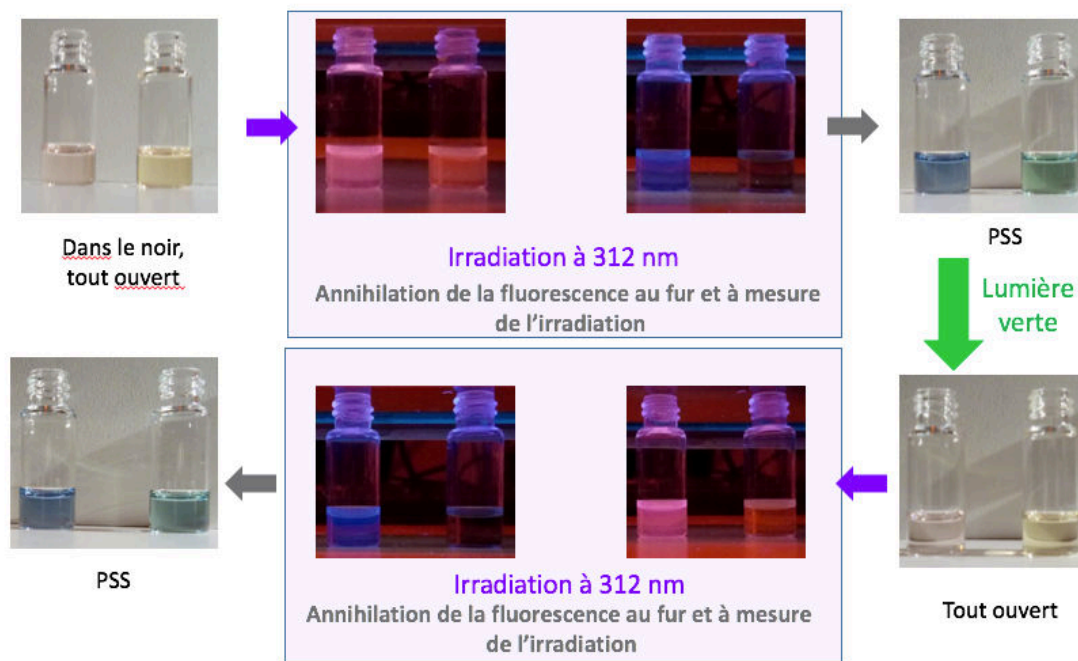 Dans le noir,
tout ouvert
Irradiation à 312 nm
Annihilation de la fluorescence au fur et à mesure
de l'irradiation
PSS
Lumière
verte
Tout ouvert
Irradiation à 312 nm
Annihilation de la fluorescence au fur et à mesure
de l'irradiation
PSS